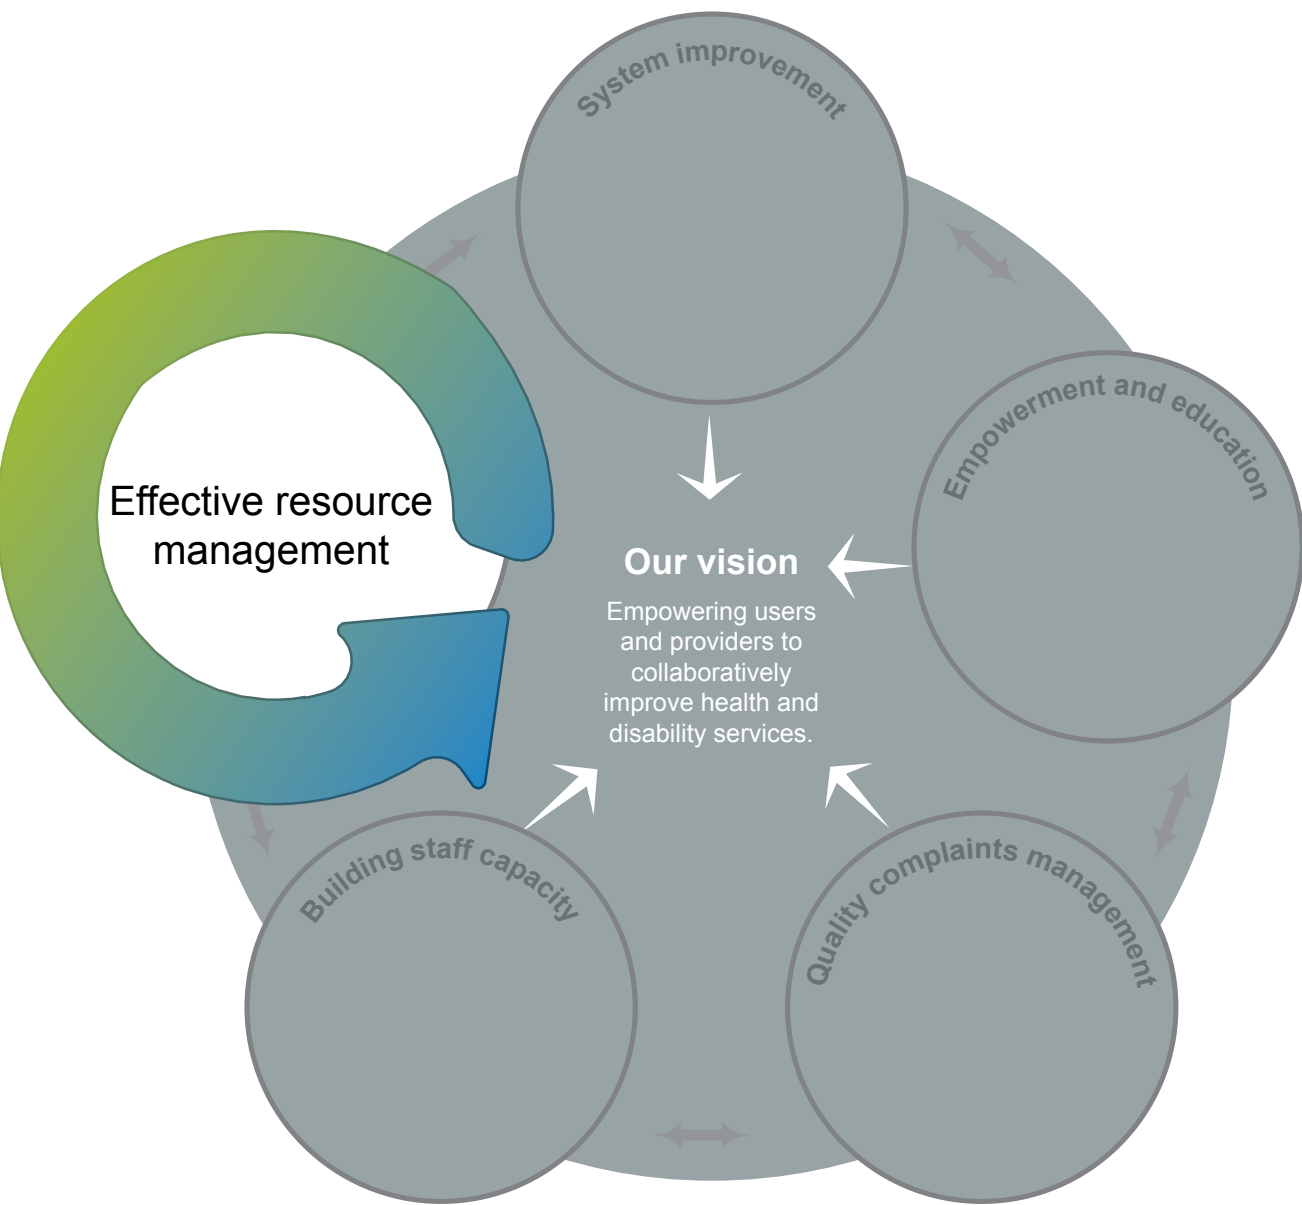 System improvement
Empowerment and education
Effective resource
management
Our vision
Empowering users
and providers to
collaboratively
improve health and
disability services.
Building staff capacity
Quality complaints management